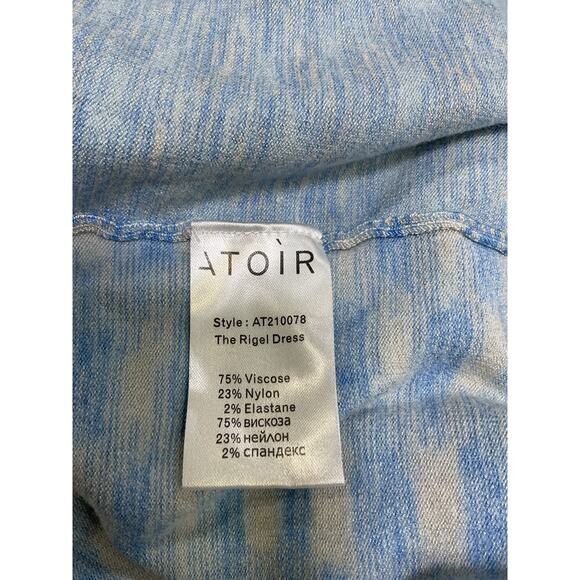 ATOÌR
Style : AT210078
The Rigel Dress
75% Viscose
23% Nylon
2% Elastane
75% вискоза
23% нейлон
2% спандекс